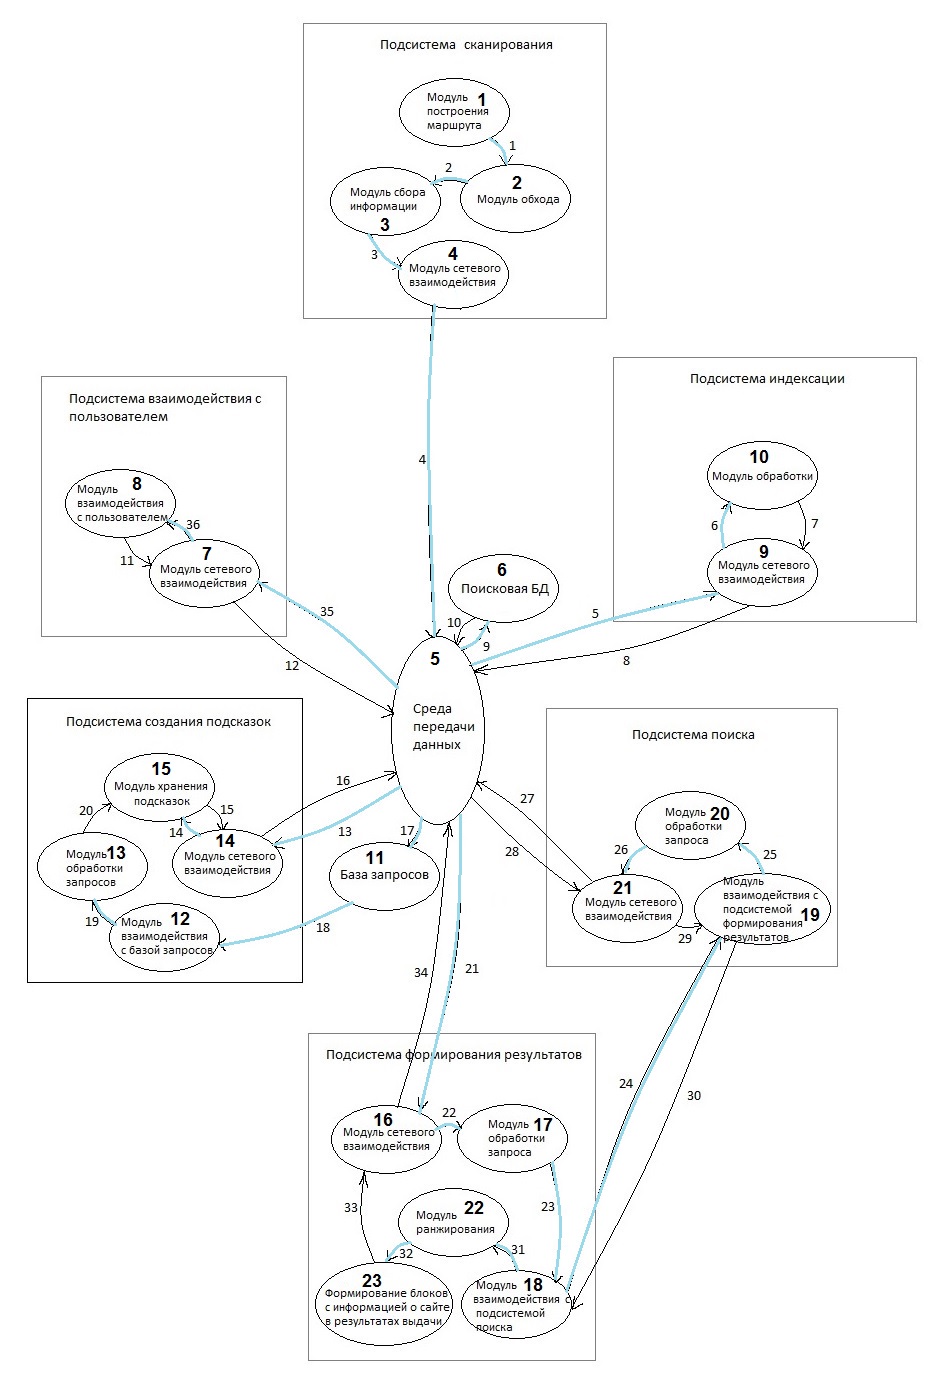 Подсистема сканирования
Модуль 1
построения
маршрута
1
2
2
Модуль обхода
Модуль сбора
информации
3
3
4
Модуль сетевого
взаимодействия
4
Подсистема взаимодействия с
пользователем
8
Модуль
взаимодействия
с пользователем
36
11
7
Модуль сетевого
взаимодействия
35
12
Подсистема индексации
10
Модуль обработки
6
7
9
Модуль сетевого
взаимодействия
5
8
6
Поисковая БД
10
9
5
Среда
передачи
данных
Подсистема создания подсказок
15
Модуль хранения
подсказок
20
15
14
14
Модуль сетевого
взаимодействия
Модуль 13
обработки
запросов
19
Модуль 12
взаимодействия
с базой запросов
16
13
17
11
База запросов
18
Подсистема поиска
Модуль 20
обработки
запроса
27
28
26
25
21
Модуль сетевого
взаимодействия
29
Модуль
взаимодействия с
подсистемой
формирования 19
результатов
34
21
24
30
Подсистема формирования результатов
16
Модуль сетевого
взаимодействия
22
Модуль 17
обработки
запроса
23
33
Модуль 22
ранжирования
32
31
23
Формирование блоков
с информацией о сайте
в результатах выдачи
Модуль 18
взаимодействия с
подсистемой
поиска